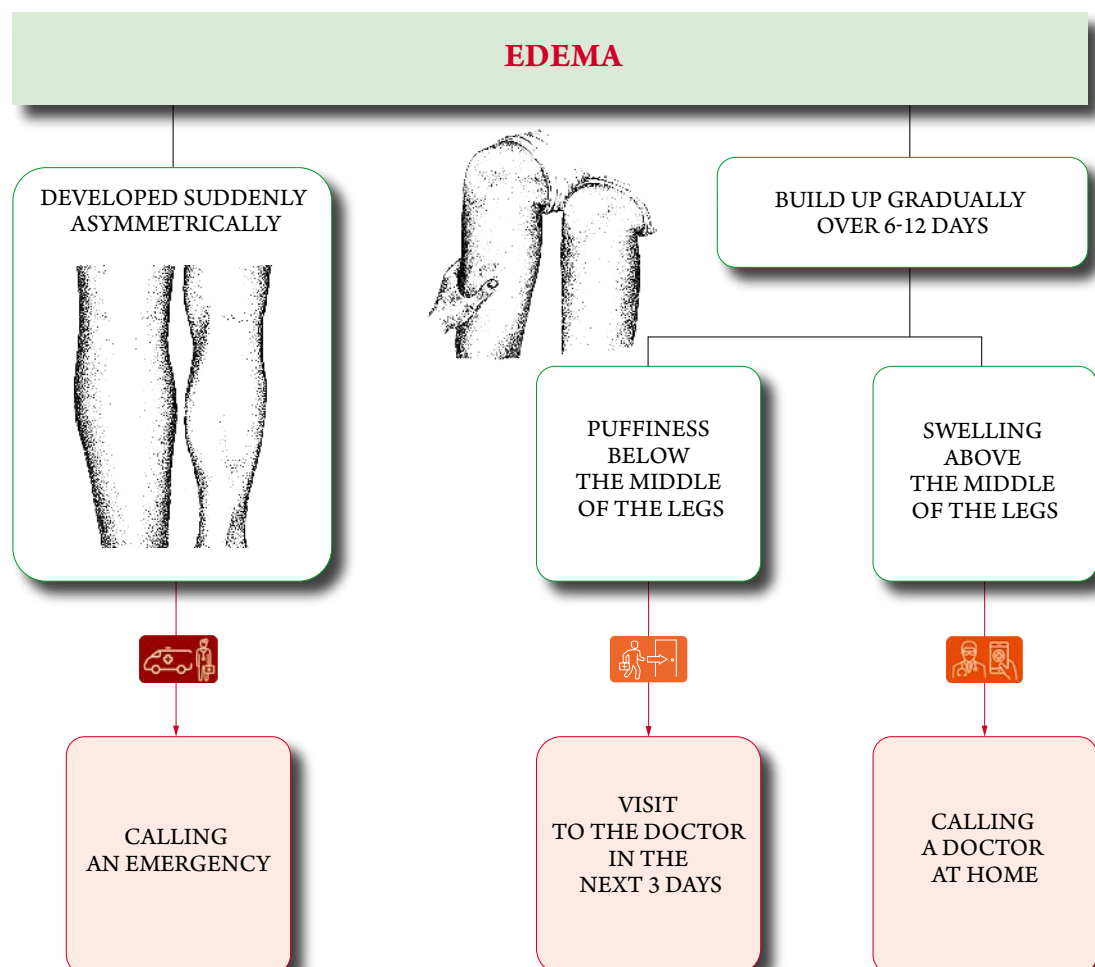 EDEMA
DEVELOPED SUDDENLY
ASYMMETRICALLY
BUILD UP GRADUALLY
OVER 6-12 DAYS
PUFFINESS
BELOW
THE MIDDLE
OF THE LEGS
SWELLING
ABOVE
THE MIDDLE
OF THE LEGS
CALLING
AN EMERGENCY
VISIT
TO THE DOCTOR
IN THE
NEXT 3 DAYS
CALLING
A DOCTOR
AT HOME